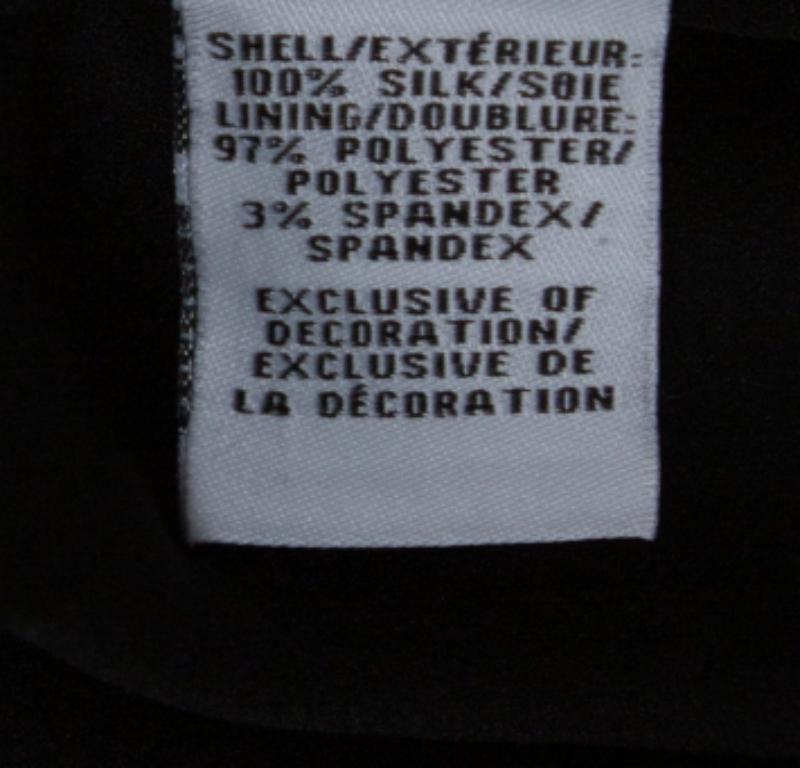 SHELL/EXTÉRIEUR:
100% SILK/SOIE
LINING/DOUBLURE:
97% POLYESTER/
POLYESTER
3% SPANDEX/
SPANDEX
EXCLUSIVE OF
DECORATION/
EXCLUSIVE DE
LA DÉCORATION